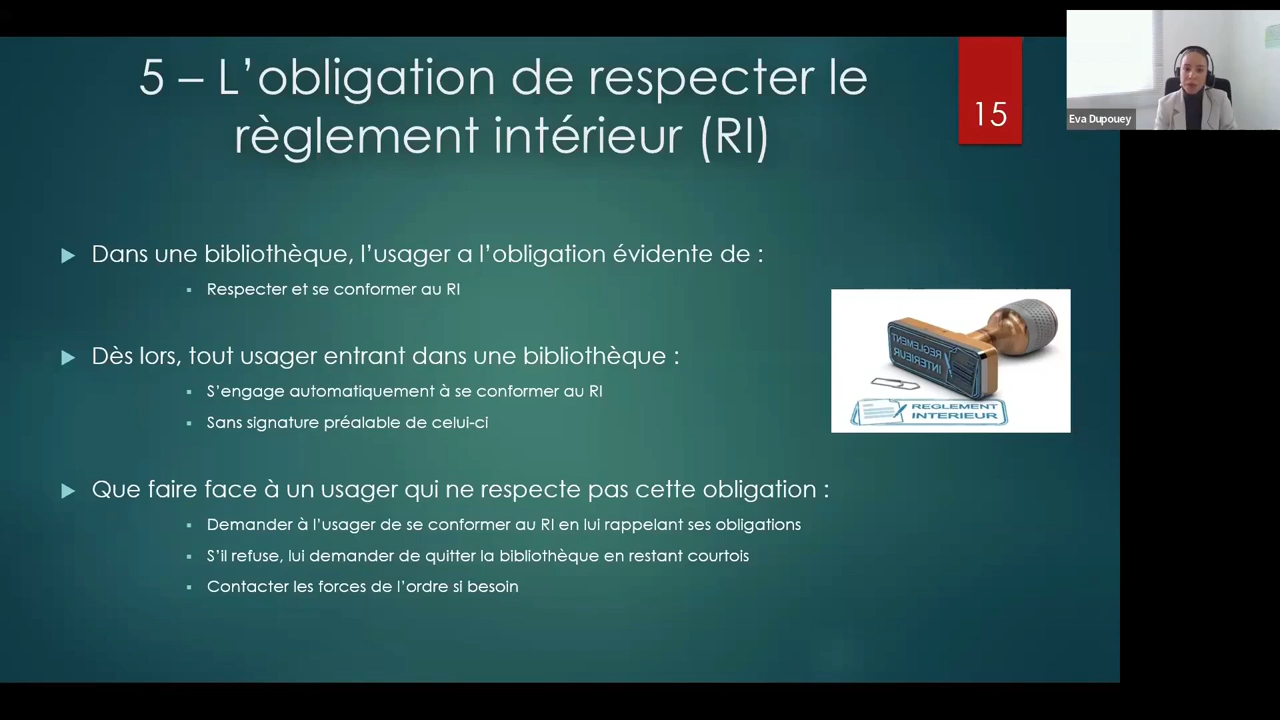 5 – L’obligation de respecter le
règlement intérieur (RI)
15
Eva Dupouey
Dans une bibliothèque, l’usager a l’obligation évidente de :
Respecter et se conformer au RI
Dès lors, tout usager entrant dans une bibliothèque :
S’engage automatiquement à se conformer au RI
Sans signature préalable de celui-ci
REGLEMENT
INTERIEUR
REGLEMENT
INTERIEUR
Que faire face à un usager qui ne respecte pas cette obligation :
Demander à l’usager de se conformer au RI en lui rappelant ses obligations
S’il refuse, lui demander de quitter la bibliothèque en restant courtois
Contacter les forces de l’ordre si besoin